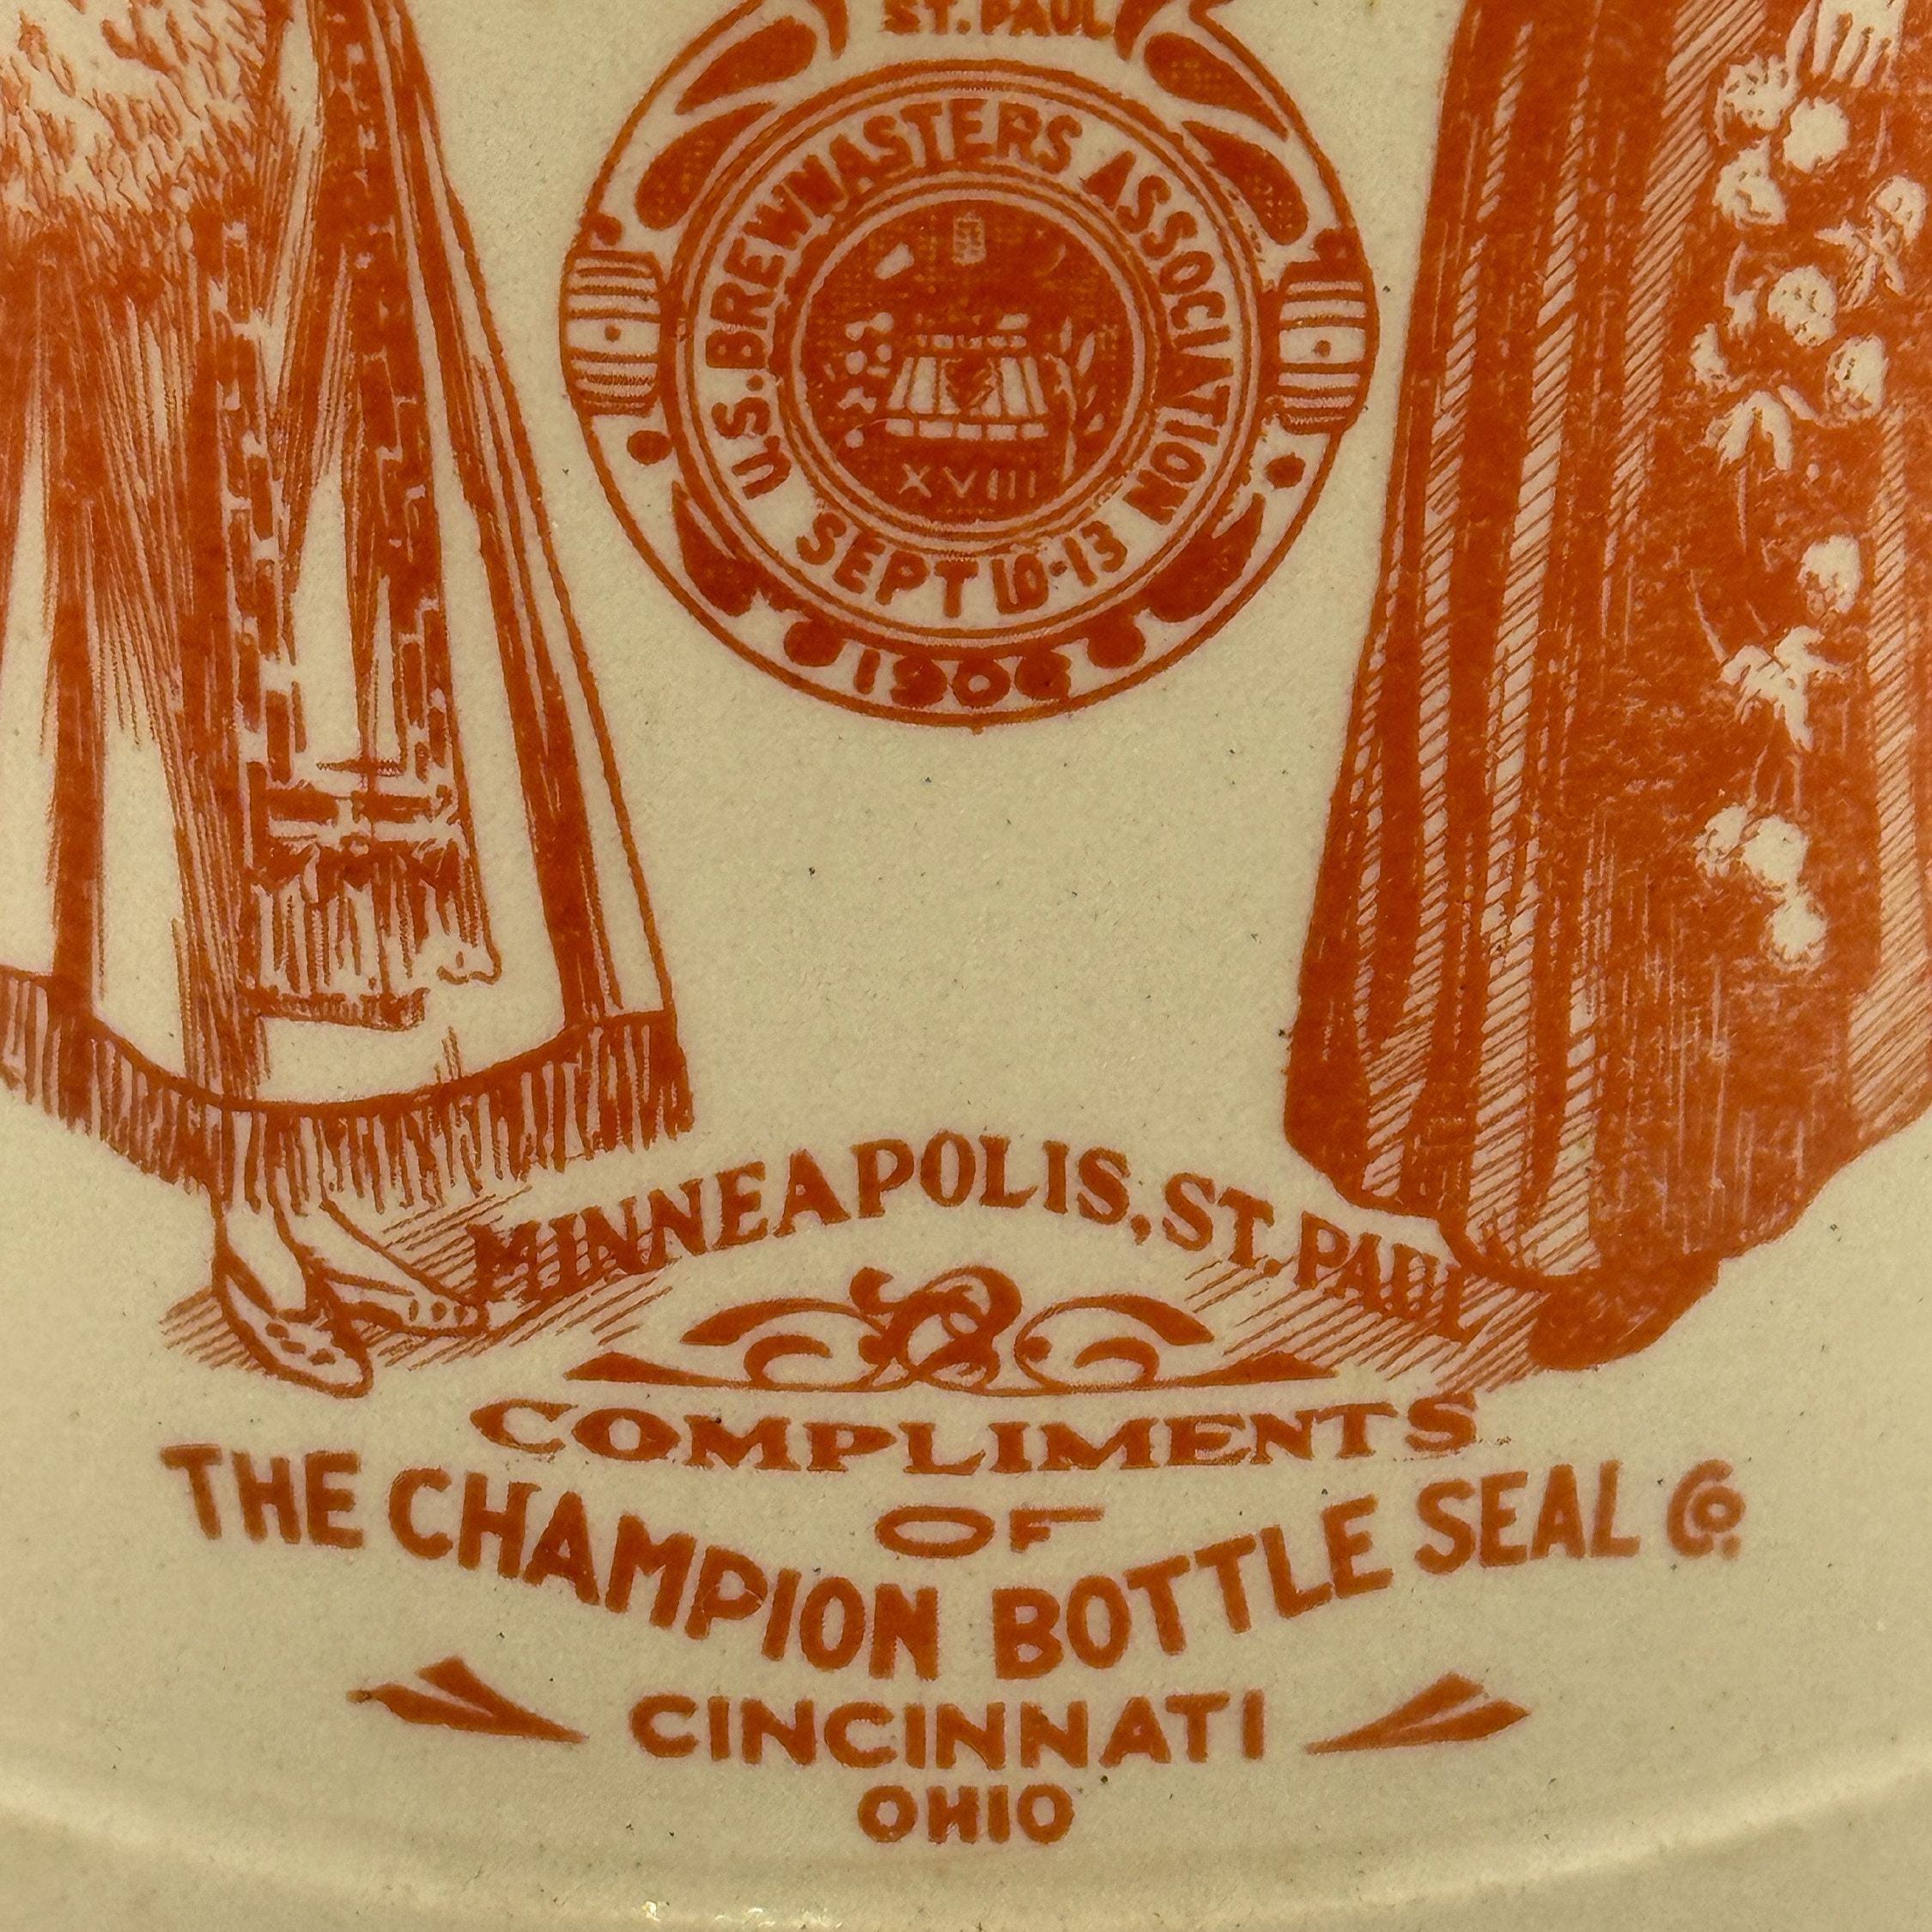 ST. PAUL
U.S. BREWMASTERS ASSOCIATION
XVIII
SEPT 10-13
1906
MINNEAPOLIS, ST. PAUL
COMPLIMENTS
OF
THE CHAMPION BOTTLE SEAL Co.
CINCINNATI
OHIO